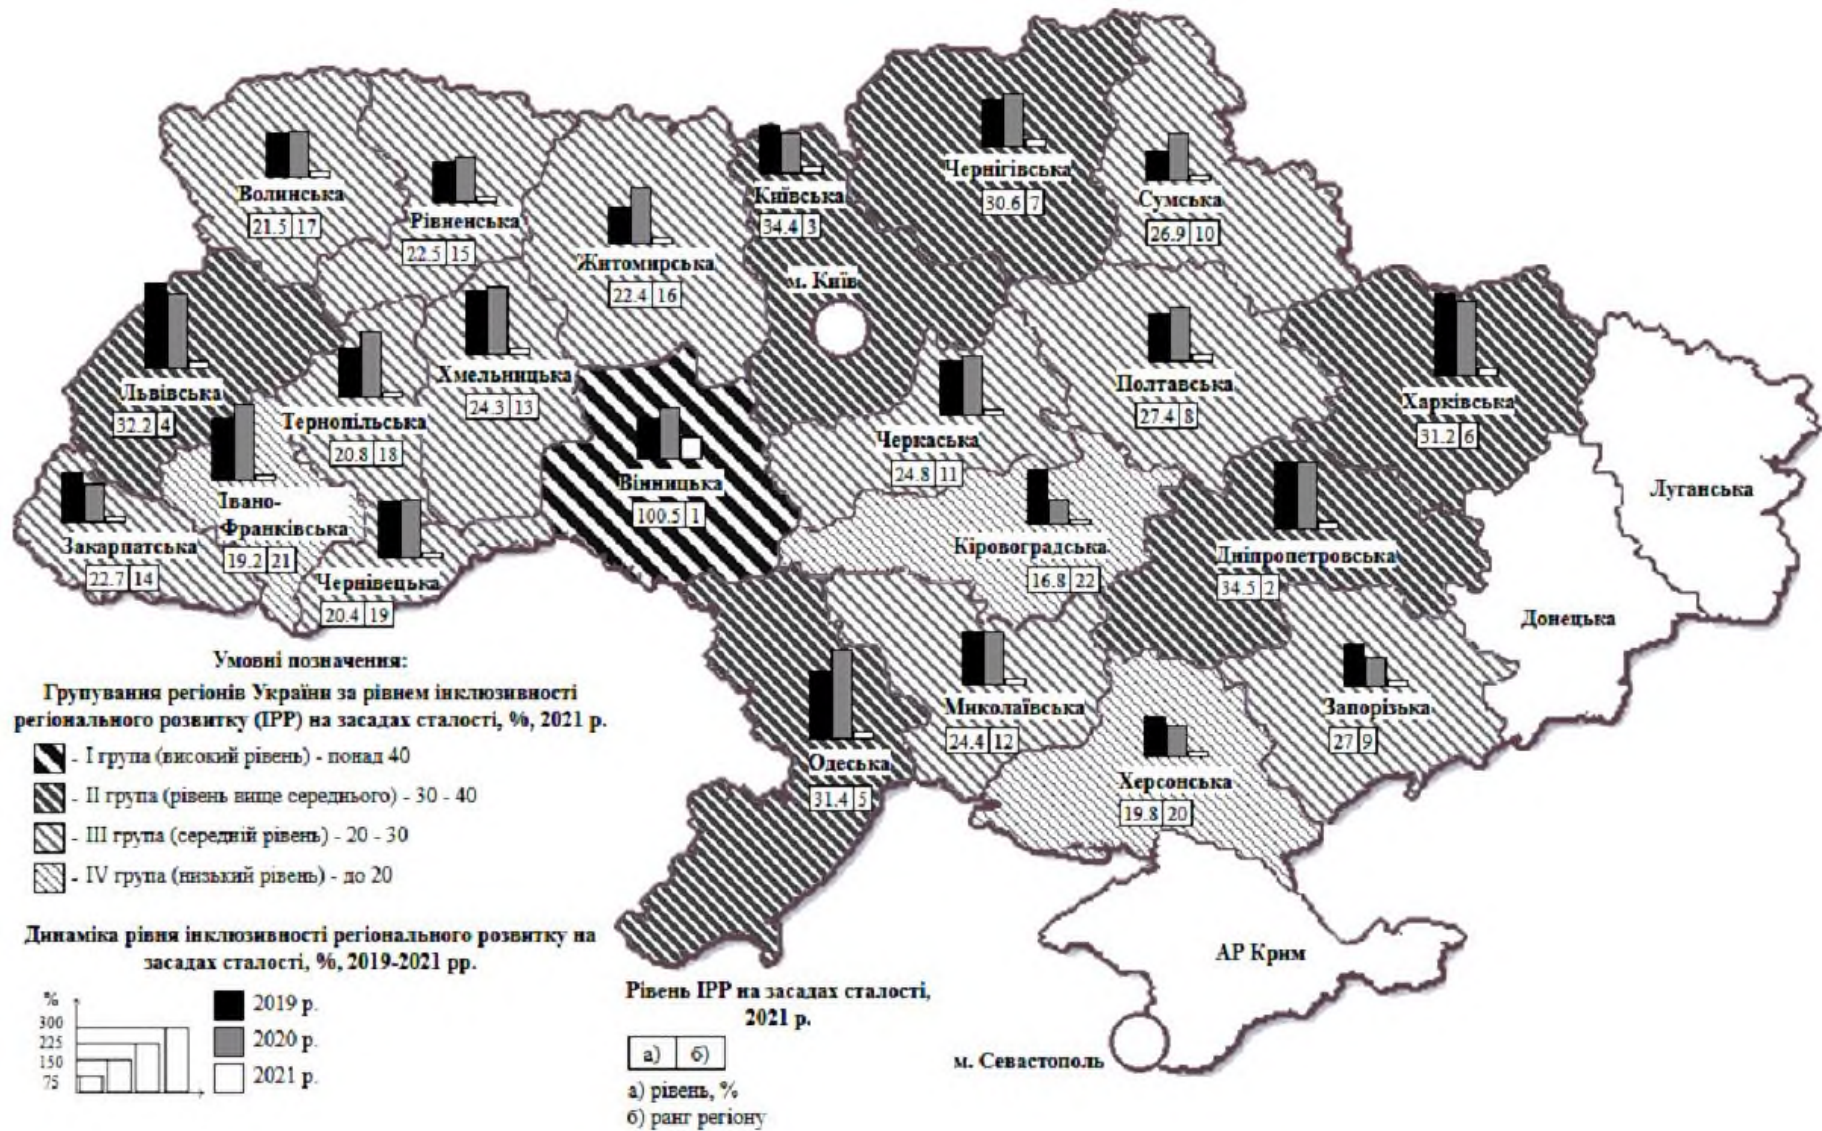 Волинська
21.5 17
Рівненська
22.5 15
Житомирська
22.4 16
Київська
34.4 3
м. Київ
Чернігівська
30.6 7
Сумська
26.9 10
Львівська
32.2 4
Тернопільська
20.8 18
Хмельницька
24.3 13
Вінницька
100.5 1
Черкаська
24.8 11
Полтавська
27.4 8
Харківська
31.2 6
Луганська
Закарпатська
22.7 14
Івано-
Франківська
19.2 21
Чернівецька
20.4 19
Кіровоградська
16.8 22
Дніпропетровська
34.5 2
Донецька
Одеська
31.4 5
Миколаївська
24.4 12
Херсонська
19.8 20
Запорізька
27 9
АР Крим
м. Севастополь
Умовні позначення:
Групування регіонів України за рівнем інклюзивності
регіонального розвитку (ІРР) на засадах сталості, %, 2021 р.
- І група (високий рівень) - понад 40
- ІІ група (рівень вище середнього) - 30 - 40
- ІІІ група (середній рівень) - 20 - 30
- IV група (низький рівень) - до 20
Динаміка рівня інклюзивності регіонального розвитку на
засадах сталості, %, 2019-2021 рр.
%
300
225
150
75
2019 р.
2020 р.
2021 р.
Рівень ІРР на засадах сталості,
2021 р.
а) б)
а) рівень, %
б) ранг регіону